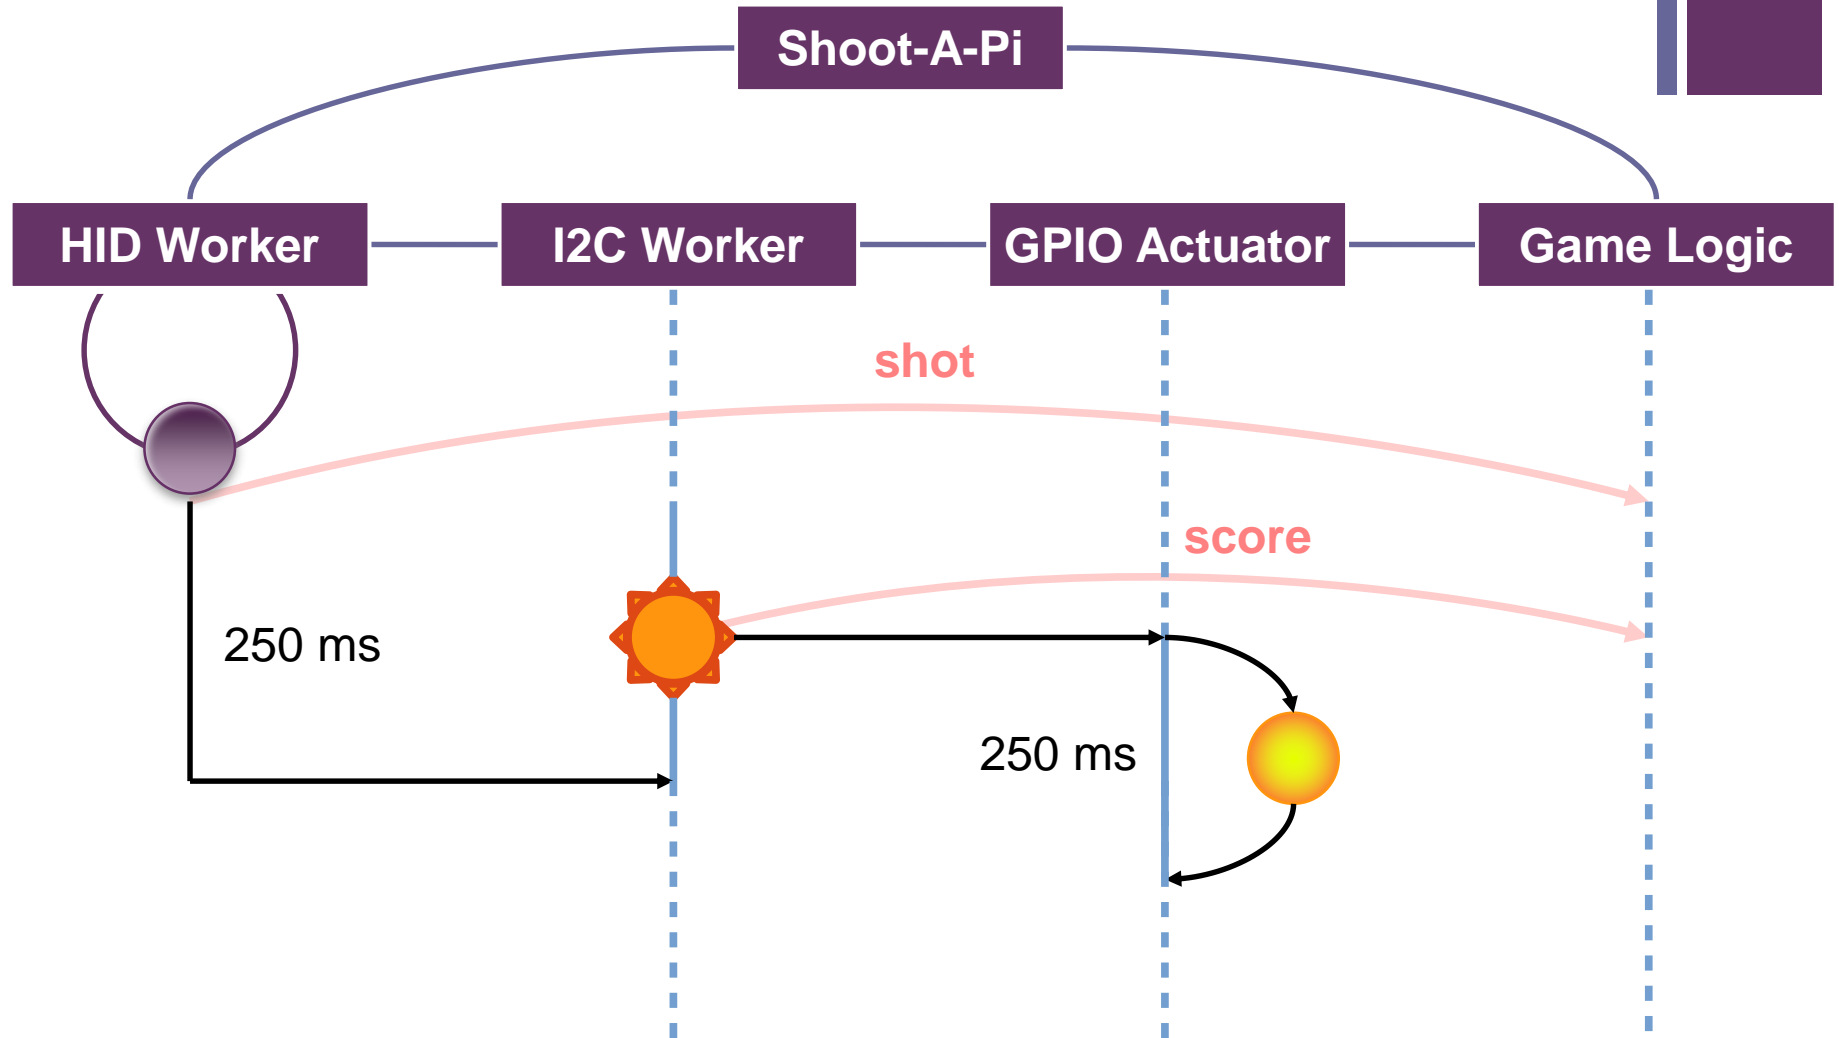 Shoot-A-Pi
HID Worker
I2C Worker
GPIO Actuator
Game Logic
shot
score
250 ms
250 ms